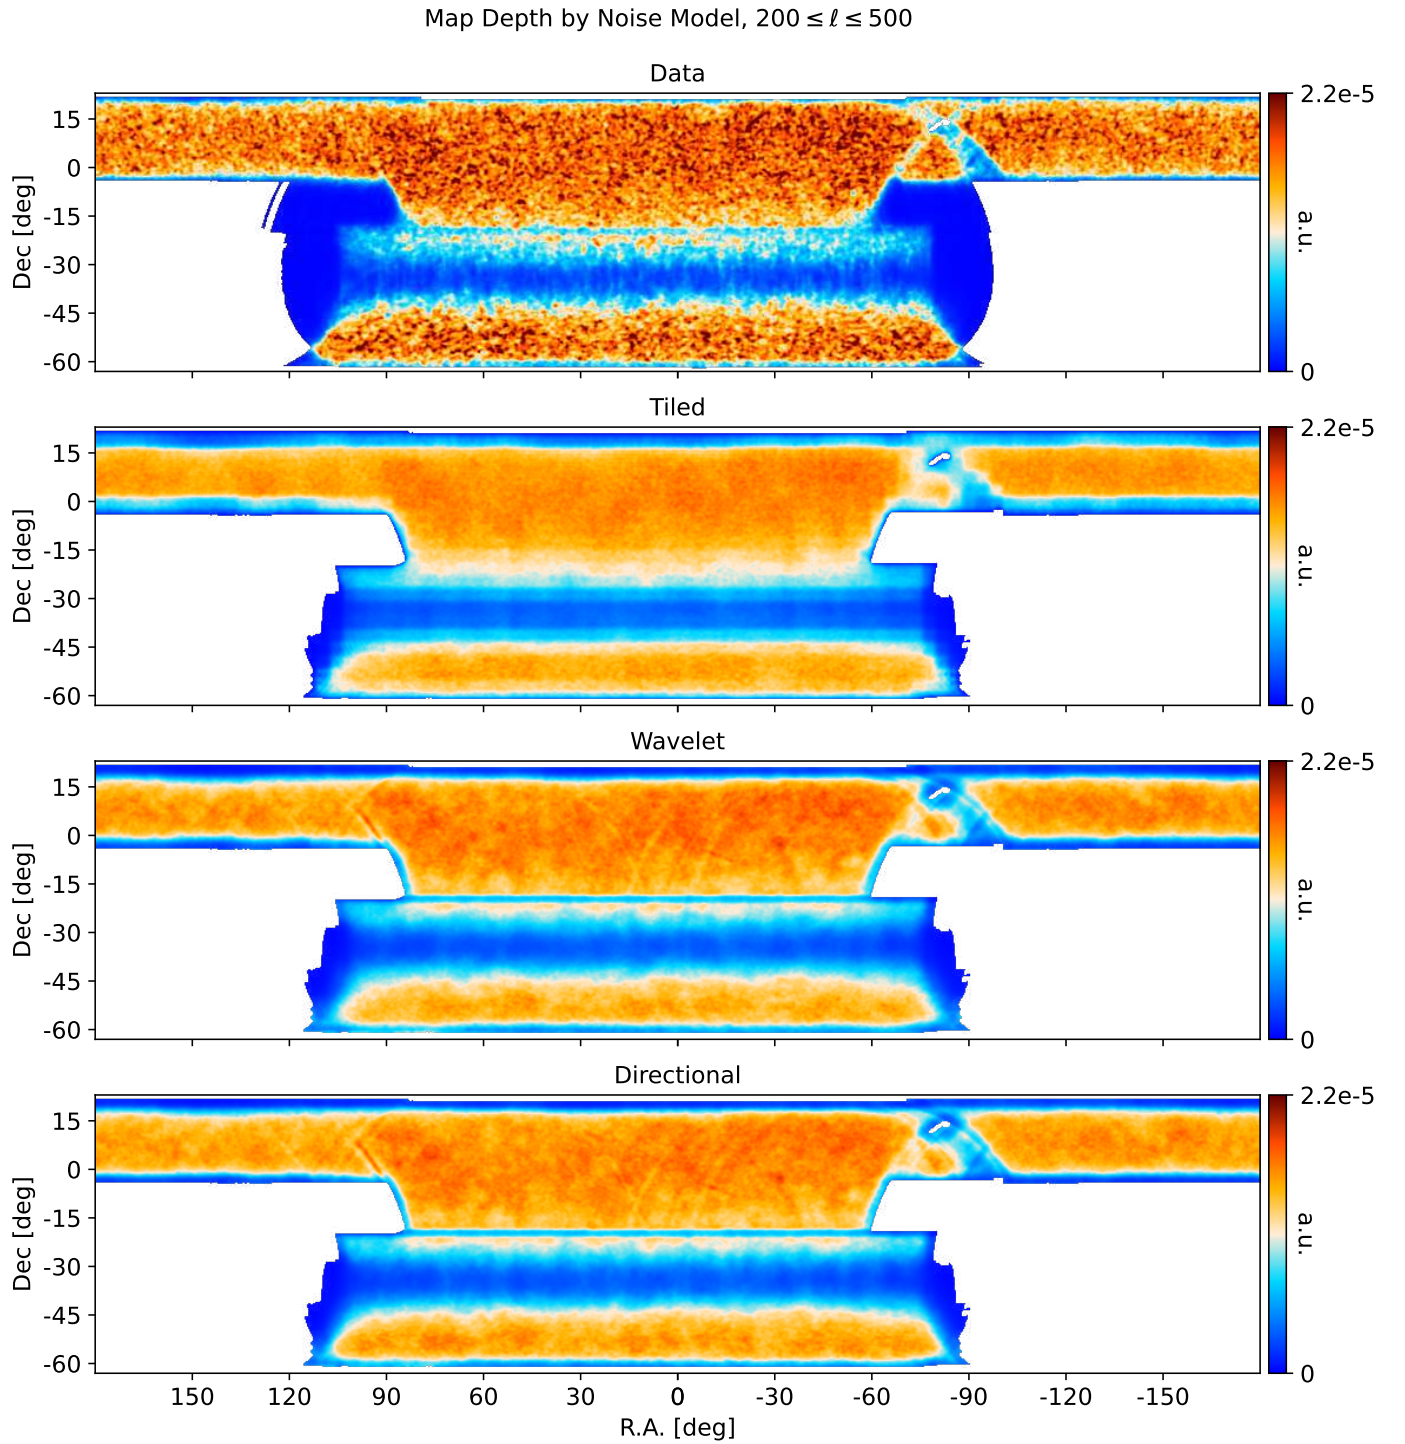 Map Depth by Noise Model, 200 ≤ ℓ ≤ 500
Data
15
0
-15
-30
-45
-60
Dec [deg]
2.2e-5
a.u.
0
Tiled
15
0
-15
-30
-45
-60
Dec [deg]
2.2e-5
a.u.
0
Wavelet
15
0
-15
-30
-45
-60
Dec [deg]
2.2e-5
a.u.
0
Directional
15
0
-15
-30
-45
-60
Dec [deg]
2.2e-5
a.u.
0
150 120 90 60 30 0 -30 -60 -90 -120 -150
R.A. [deg]